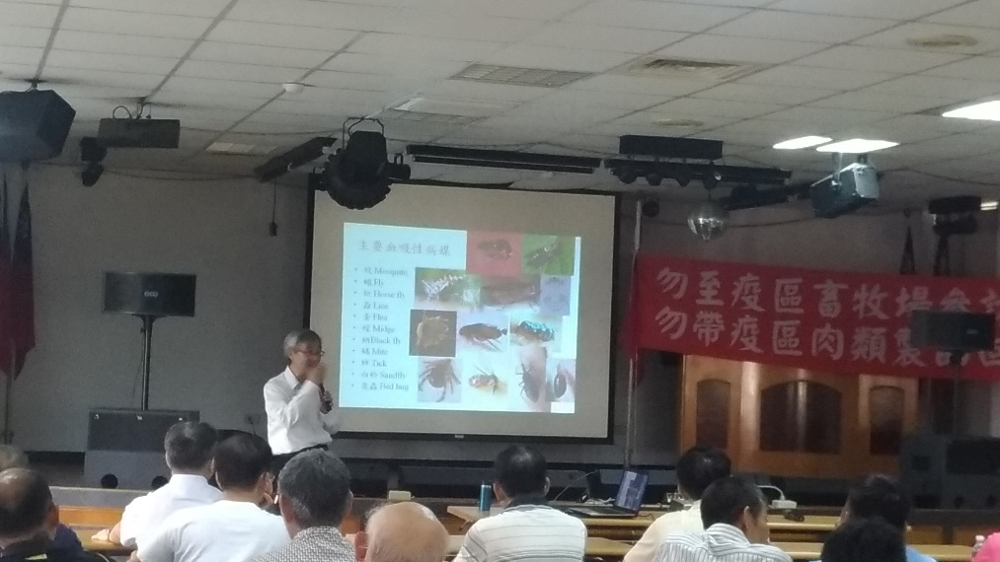 主要血吸性病媒
• 蚊 Mosquito
• 蠅 Fly
• 虻 Horse fly
• 蝨 Lice
• 蚤 Flea
• 蠓 Midge
• 蚋 Black fly
• 蟎 Mite
• 蜱 Tick
• 白蛉 Sandfly
• 臭蟲 Bed bug
勿至疫區畜牧場參
勿帶疫區肉類製